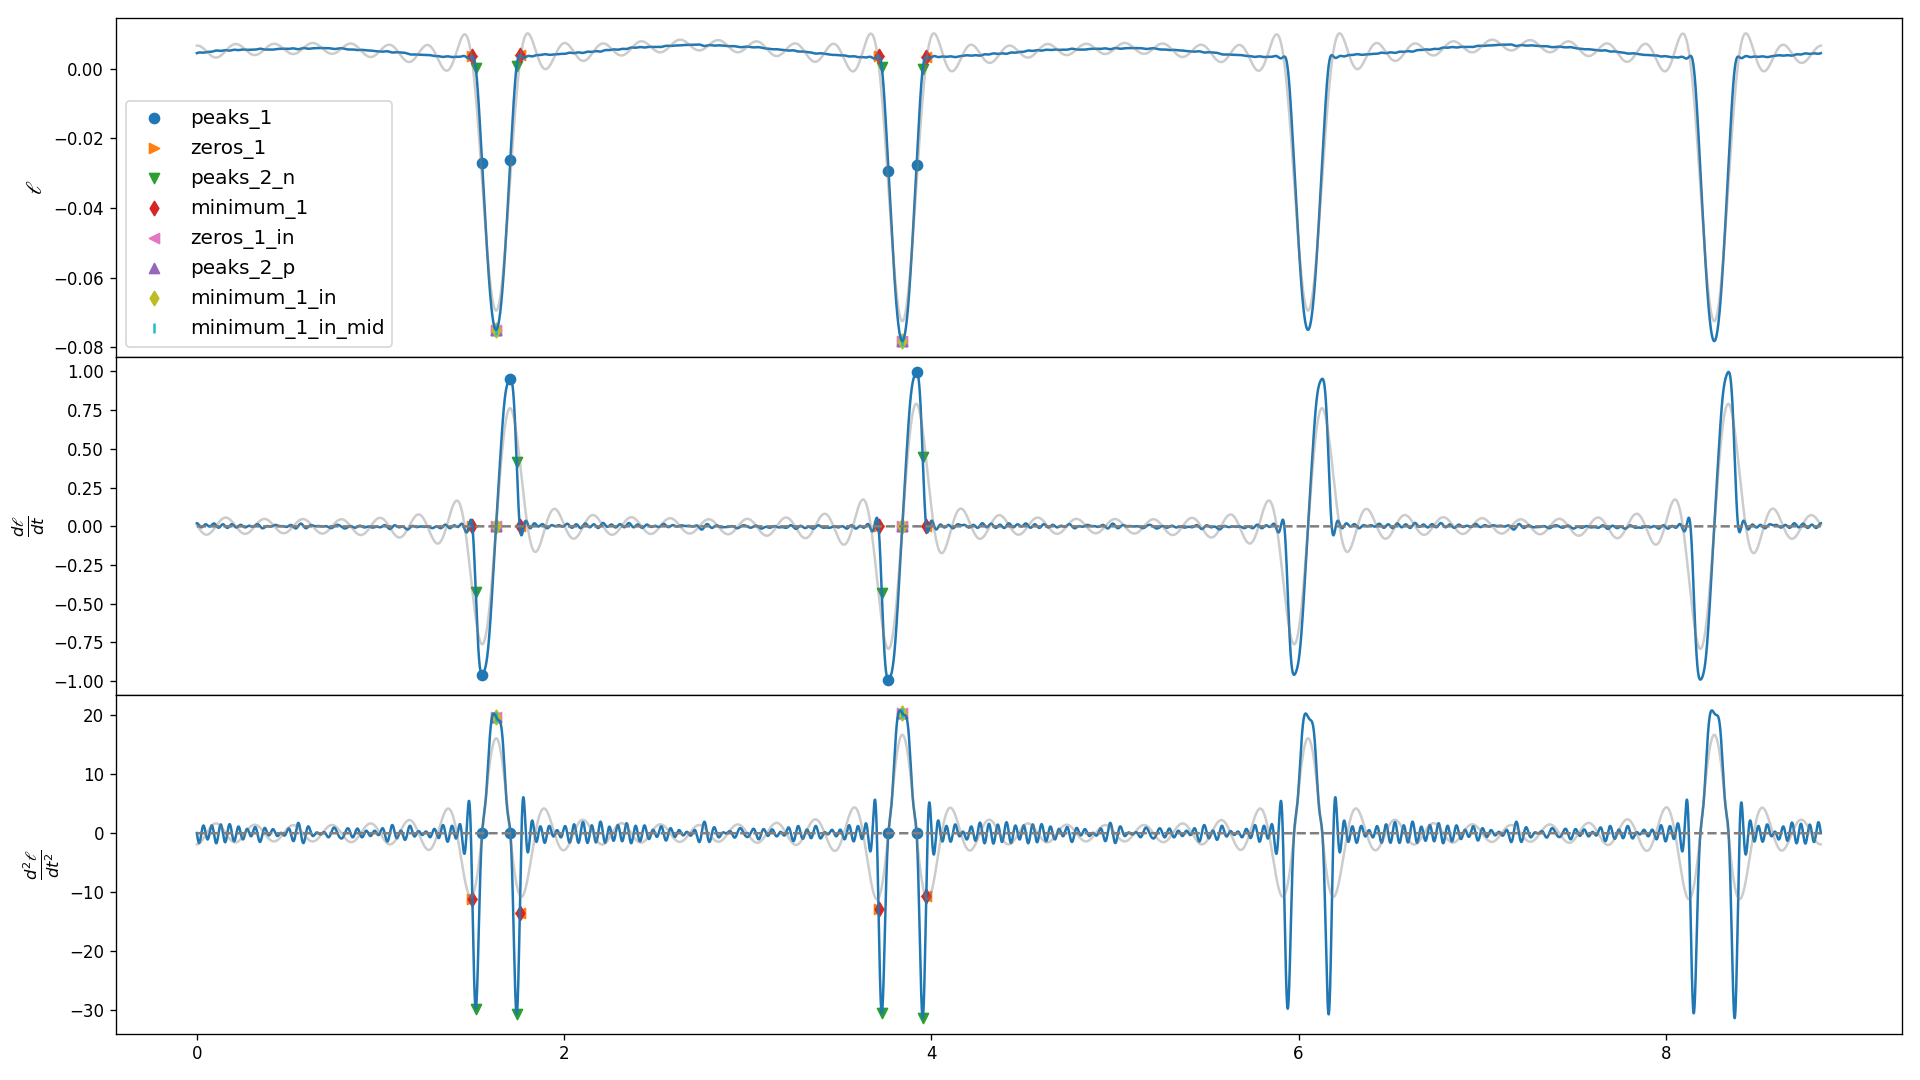 0.00
−0.02
−0.04
−0.06
−0.08
ℓ
peaks_1
zeros_1
peaks_2_n
minimum_1
zeros_1_in
peaks_2_p
minimum_1_in
minimum_1_in_mid
1.00
0.75
0.50
0.25
0.00
−0.25
−0.50
−0.75
−1.00
dℓ/dt
20
10
0
−10
−20
−30
d²ℓ/dt²
0 2 4 6 8